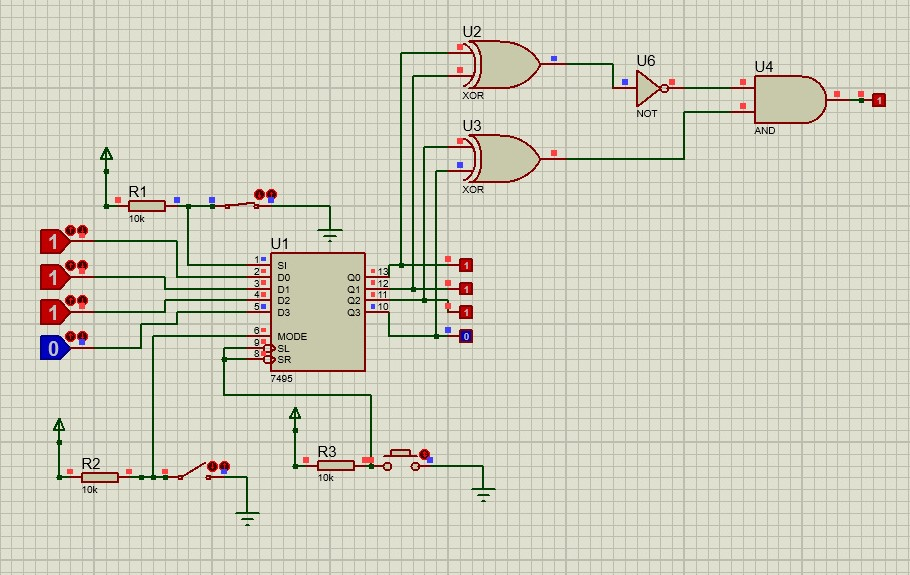 U2
XOR
U6
NOT
U4
AND
1
U3
XOR
R1
10k
1
1
1
0
U1
1 SI
2 D0
3 D1
4 D2
5 D3
6 MODE
9 SL
8 SR
Q0 13
Q1 12
Q2 11
Q3 10
7495
1
1
1
0
R2
10k
R3
10k